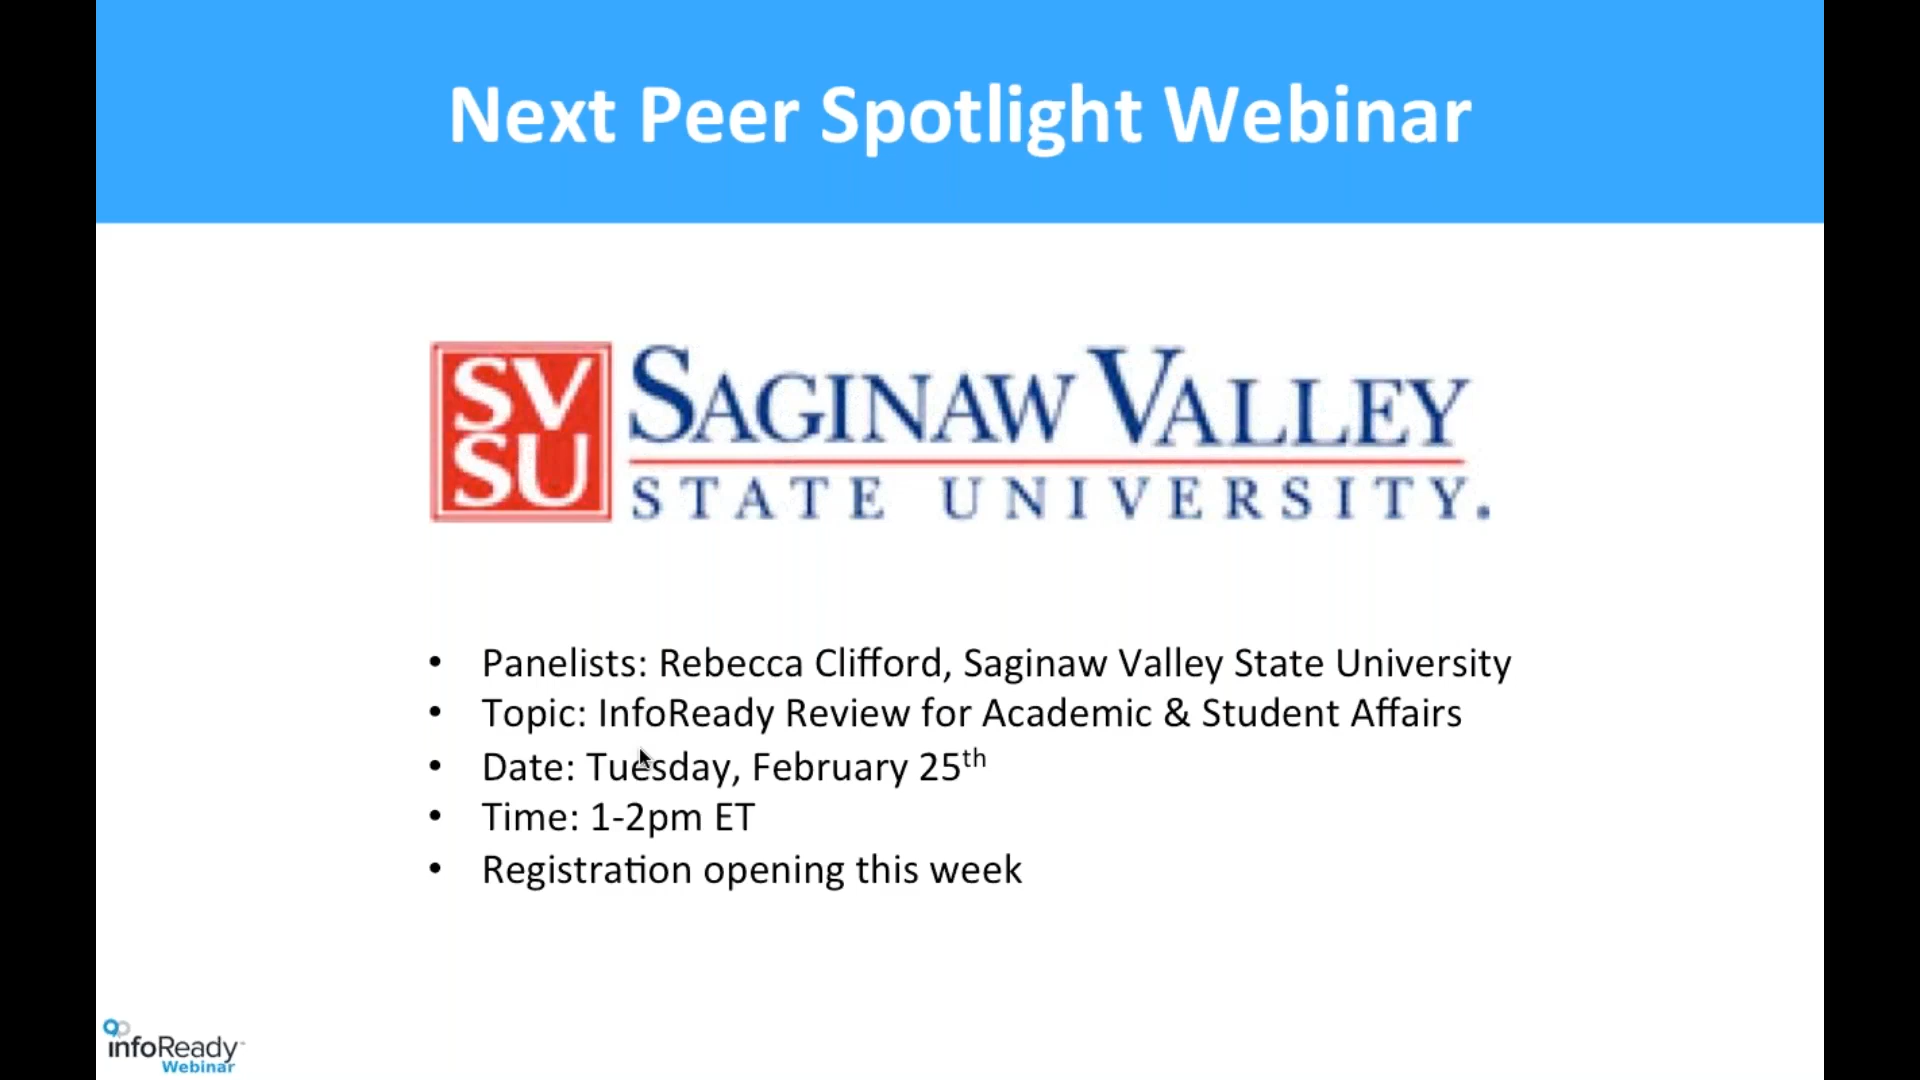 Next Peer Spotlight Webinar
SV
SU
SAGINAW VALLEY
STATE UNIVERSITY.
• Panelists: Rebecca Clifford, Saginaw Valley State University
• Topic: InfoReady Review for Academic & Student Affairs
• Date: Tuesday, February 25th
• Time: 1-2pm ET
• Registration opening this week
infoReady™
Webinar